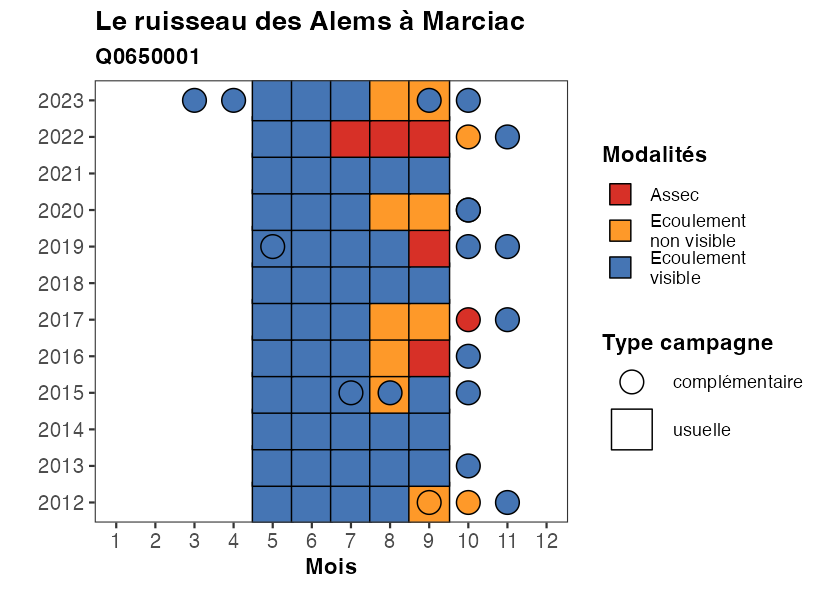 Le ruisseau des Alems à Marciac
Q0650001
2023
2022
2021
2020
2019
2018
2017
2016
2015
2014
2013
2012
1 2 3 4 5 6 7 8 9 10 11 12
Mois
Modalités
Assec
Ecoulement
non visible
Ecoulement
visible
Type campagne
complémentaire
usuelle